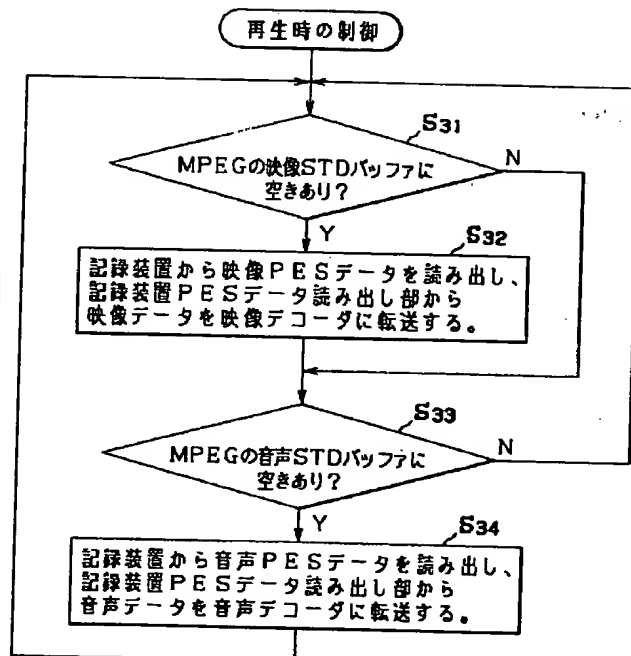 再生時の制御
S31
MPEGの映像STDバッファに
空きあり?
N
Y
S32
記録装置から映像PESデータを読み出し、
記録装置PESデータ読み出し部から
映像データを映像デコーダに転送する。
S33
MPEGの音声STDバッファに
空きあり?
N
Y
S34
記録装置から音声PESデータを読み出し、
記録装置PESデータ読み出し部から
音声データを音声デコーダに転送する。